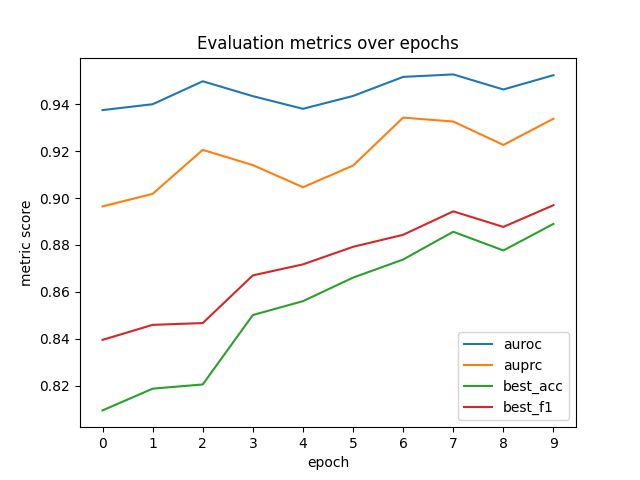 Evaluation metrics over epochs
metric score
0.94
0.92
0.90
0.88
0.86
0.84
0.82
auroc
auprc
best_acc
best_f1
0 1 2 3 4 5 6 7 8 9
epoch